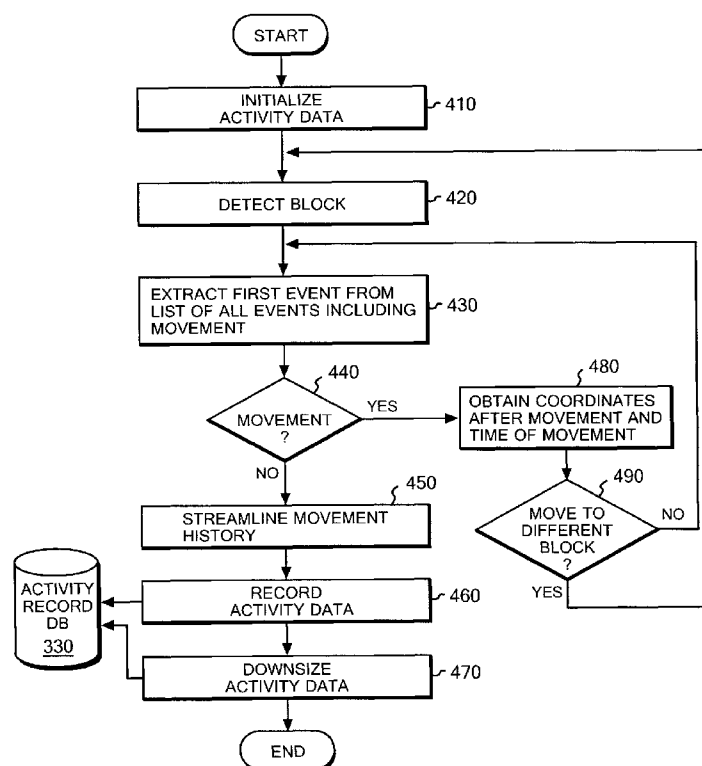 START
INITIALIZE
ACTIVITY DATA
410
DETECT BLOCK
420
EXTRACT FIRST EVENT FROM
LIST OF ALL EVENTS INCLUDING
MOVEMENT
430
440
MOVEMENT
?
YES
NO
480
OBTAIN COORDINATES
AFTER MOVEMENT AND
TIME OF MOVEMENT
490
MOVE TO
DIFFERENT
BLOCK
?
NO
YES
450
STREAMLINE MOVEMENT
HISTORY
ACTIVITY
RECORD
DB
330
RECORD
ACTIVITY DATA
460
DOWNSIZE
ACTIVITY DATA
470
END